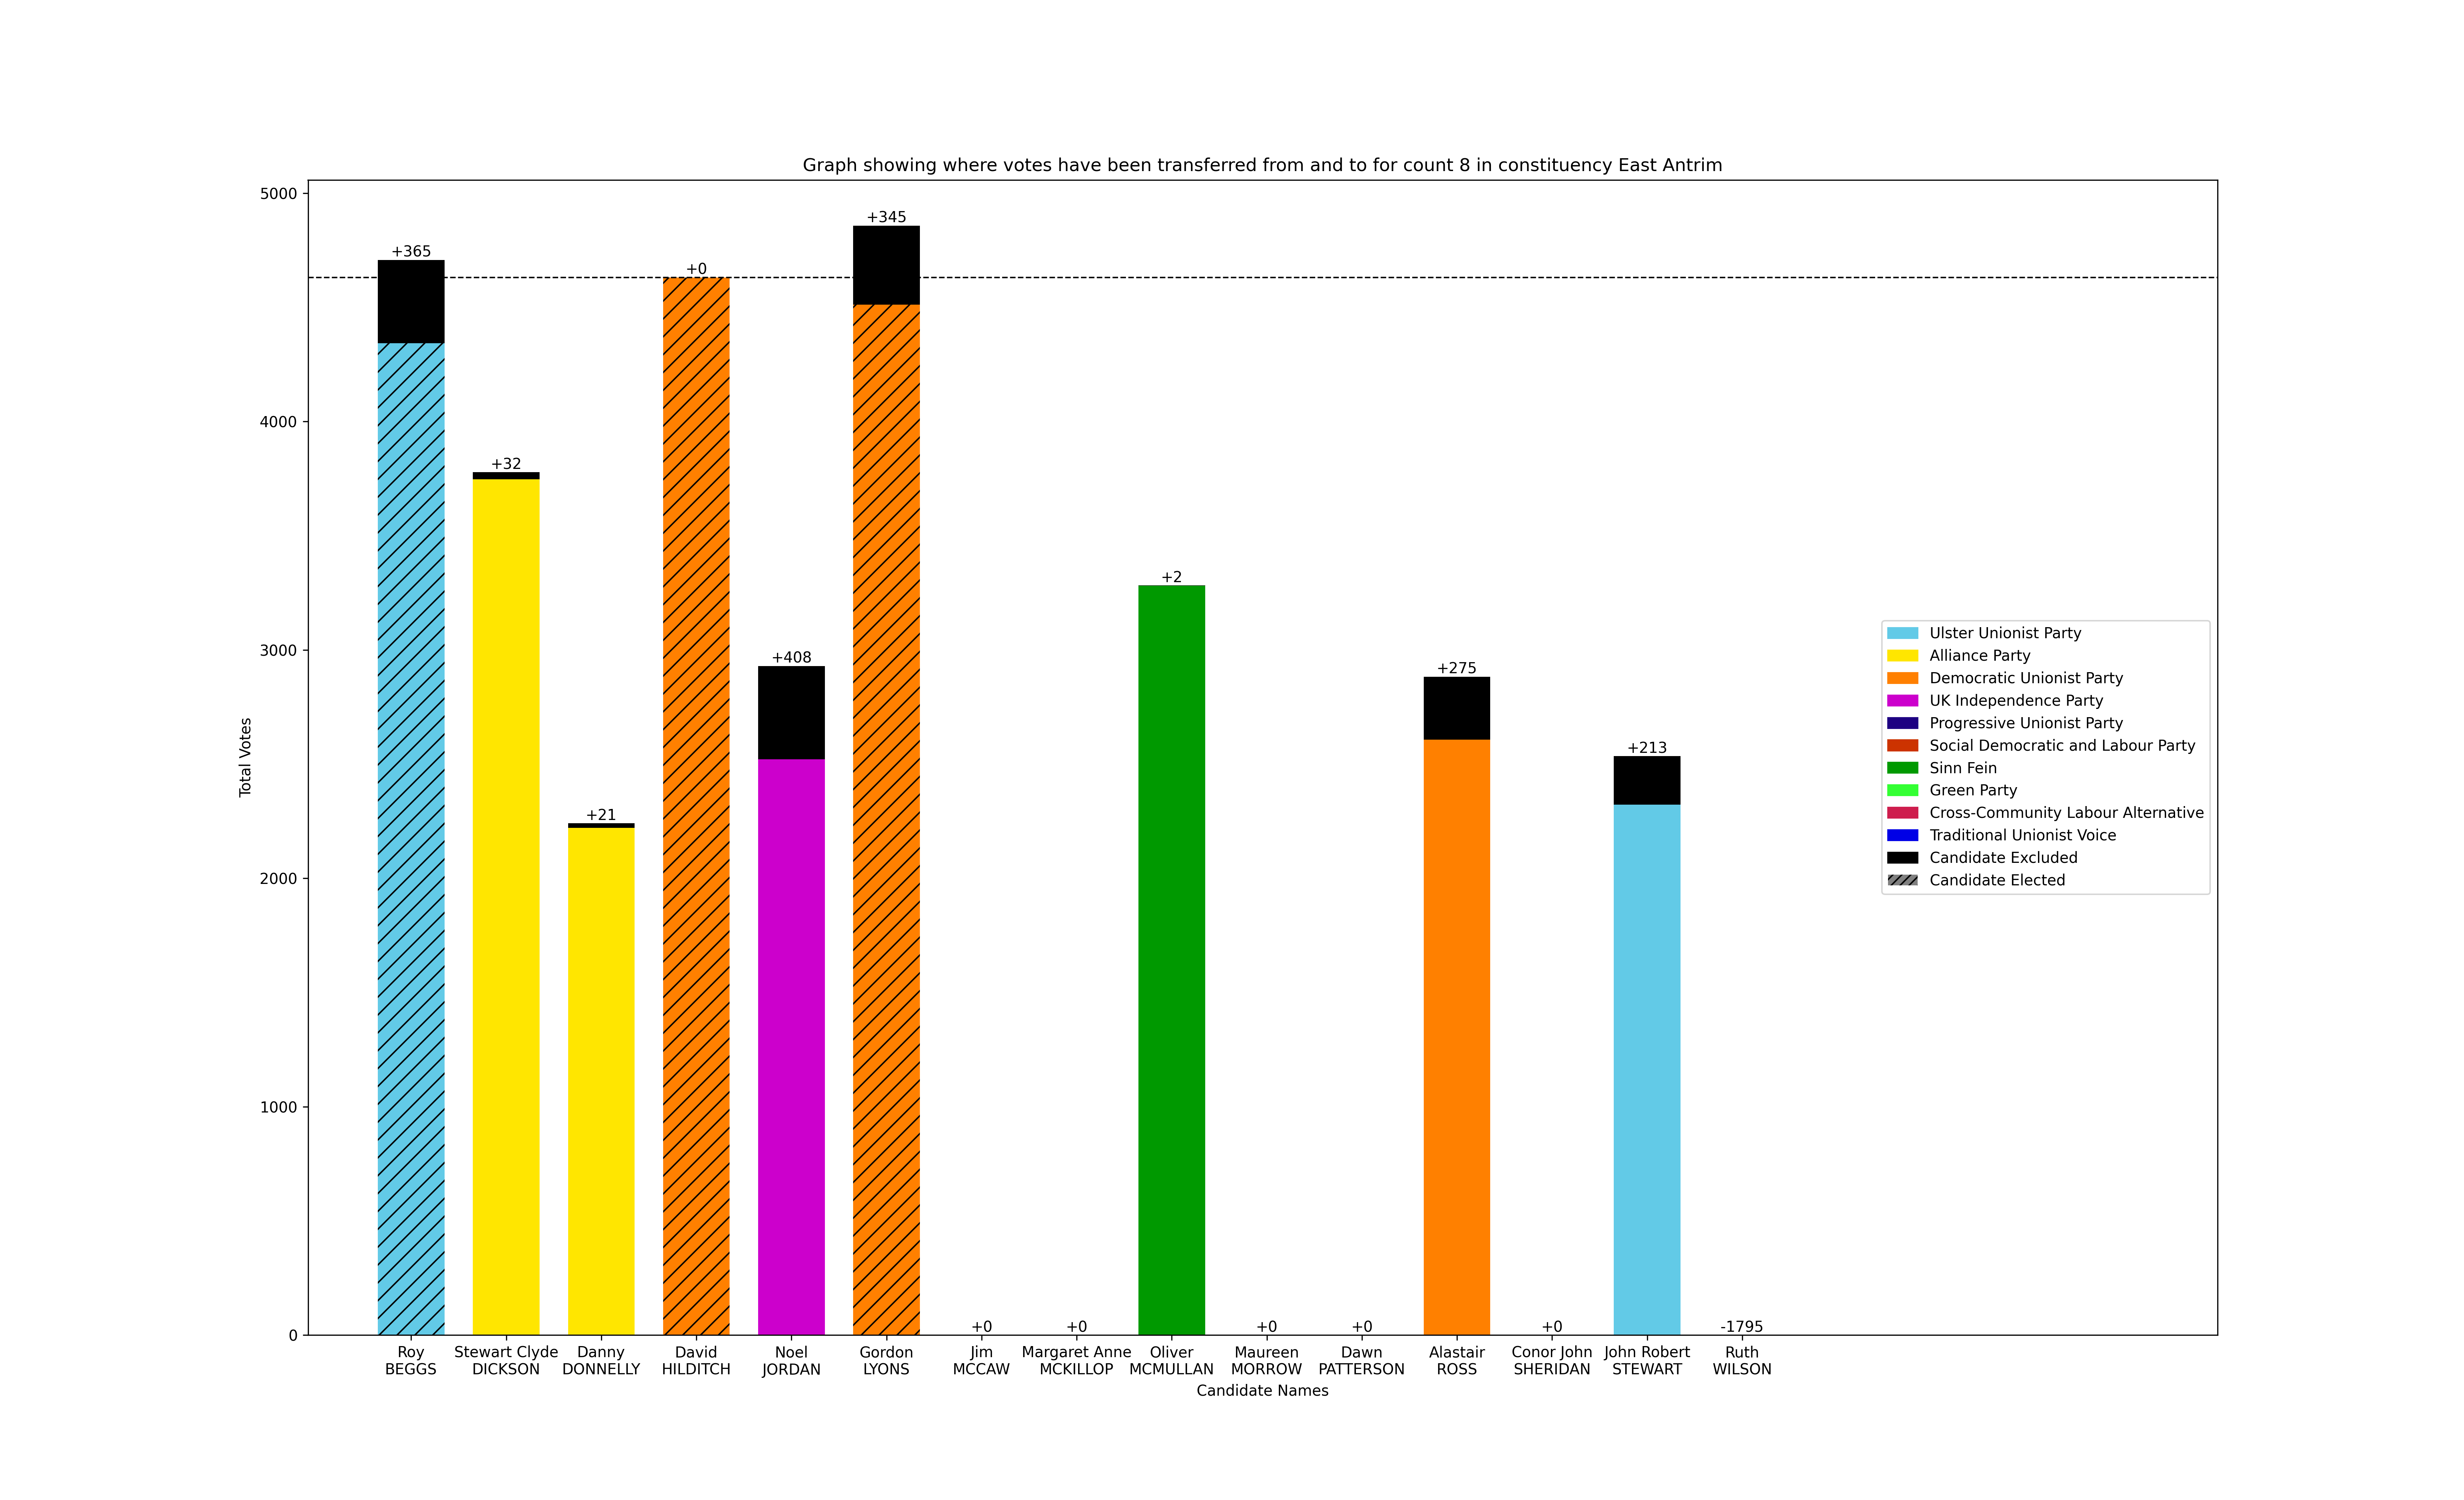 Graph showing where votes have been transferred from and to for count 8 in constituency East Antrim
Total Votes
5000
4000
3000
2000
1000
0
+365
+32
+21
+0
+408
+345
+0
+0
+2
+0
+0
+275
+0
+213
-1795
Roy
BEGGS
Stewart Clyde
DICKSON
Danny
DONNELLY
David
HILDITCH
Noel
JORDAN
Gordon
LYONS
Jim
MCCAW
Margaret Anne
MCKILLOP
Oliver
MCMULLAN
Maureen
MORROW
Dawn
PATTERSON
Alastair
ROSS
Conor John
SHERIDAN
John Robert
STEWART
Ruth
WILSON
Candidate Names
Ulster Unionist Party
Alliance Party
Democratic Unionist Party
UK Independence Party
Progressive Unionist Party
Social Democratic and Labour Party
Sinn Fein
Green Party
Cross-Community Labour Alternative
Traditional Unionist Voice
Candidate Excluded
Candidate Elected